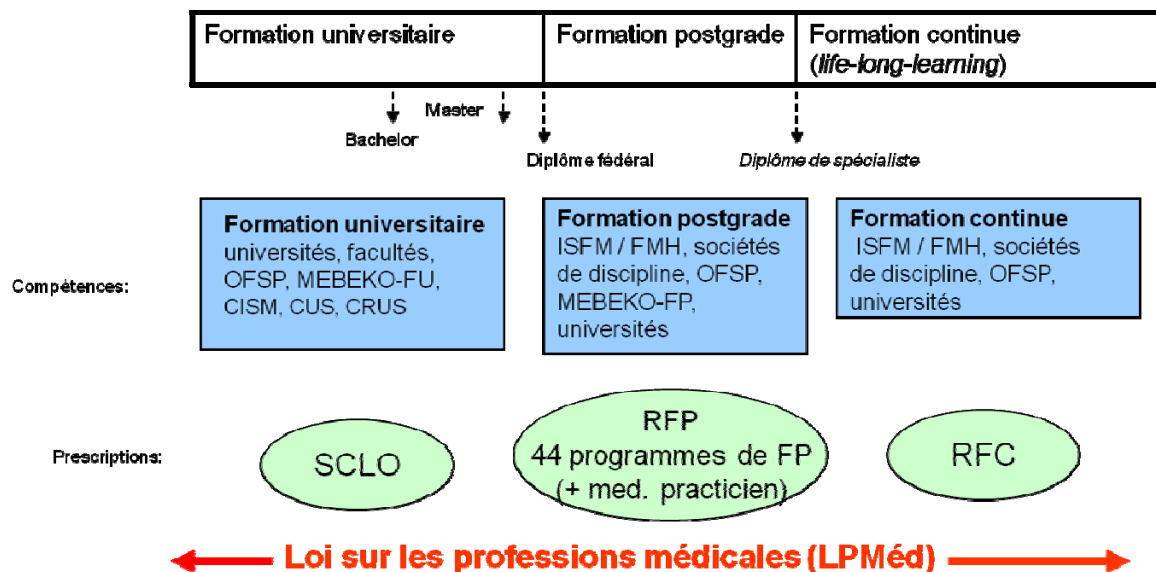 Formation universitaire
Formation postgrade
Formation continue
(life-long-learning)
Master
Bachelor
Diplôme fédéral
Diplôme de spécialiste
Compétences:
Formation universitaire
universités, facultés,
OFSP, MEBEKO-FU,
CISM, CUS, CRUS
Formation postgrade
ISFM / FMH, sociétés
de discipline, OFSP,
MEBEKO-FP,
universités
Formation continue
ISFM / FMH, sociétés
de discipline, OFSP,
universités
Prescriptions:
SCLO
RFP
44 programmes de FP
(+ med. practicien)
RFC
Loi sur les professions médicales (LPMéd)